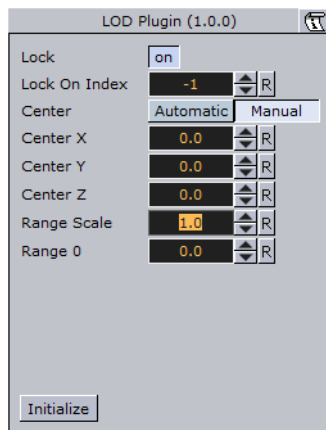 LOD Plugin (1.0.0)
Lock on
Lock On Index -1 R
Center Automatic Manual
Center X 0.0 R
Center Y 0.0 R
Center Z 0.0 R
Range Scale 1.0 R
Range 0 0.0 R
Initialize